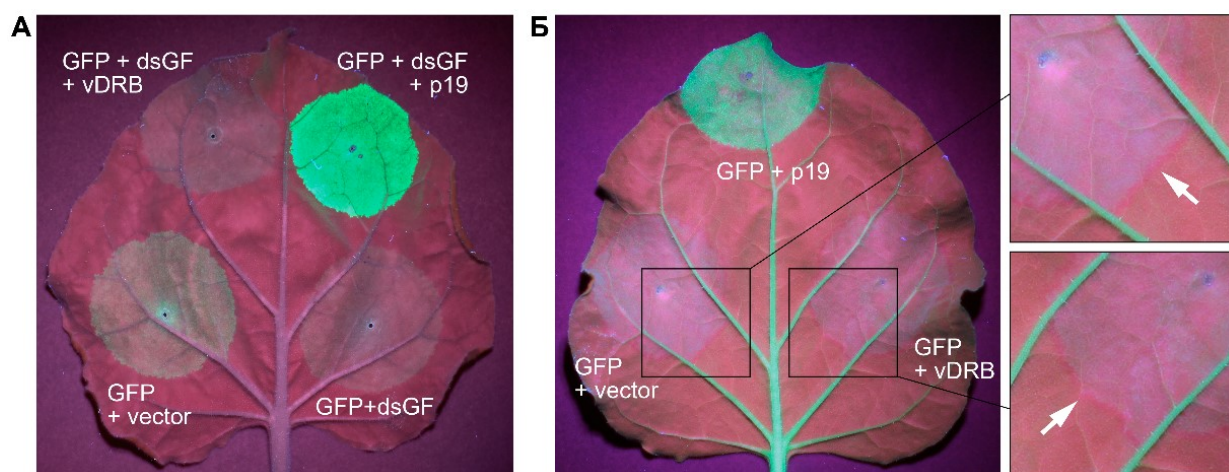 А
GFP + dsGF
+ vDRB
GFP + dsGF
+ p19
GFP
+ vector
GFP+dsGF
Б
GFP + p19
GFP
+ vector
GFP
+ vDRB